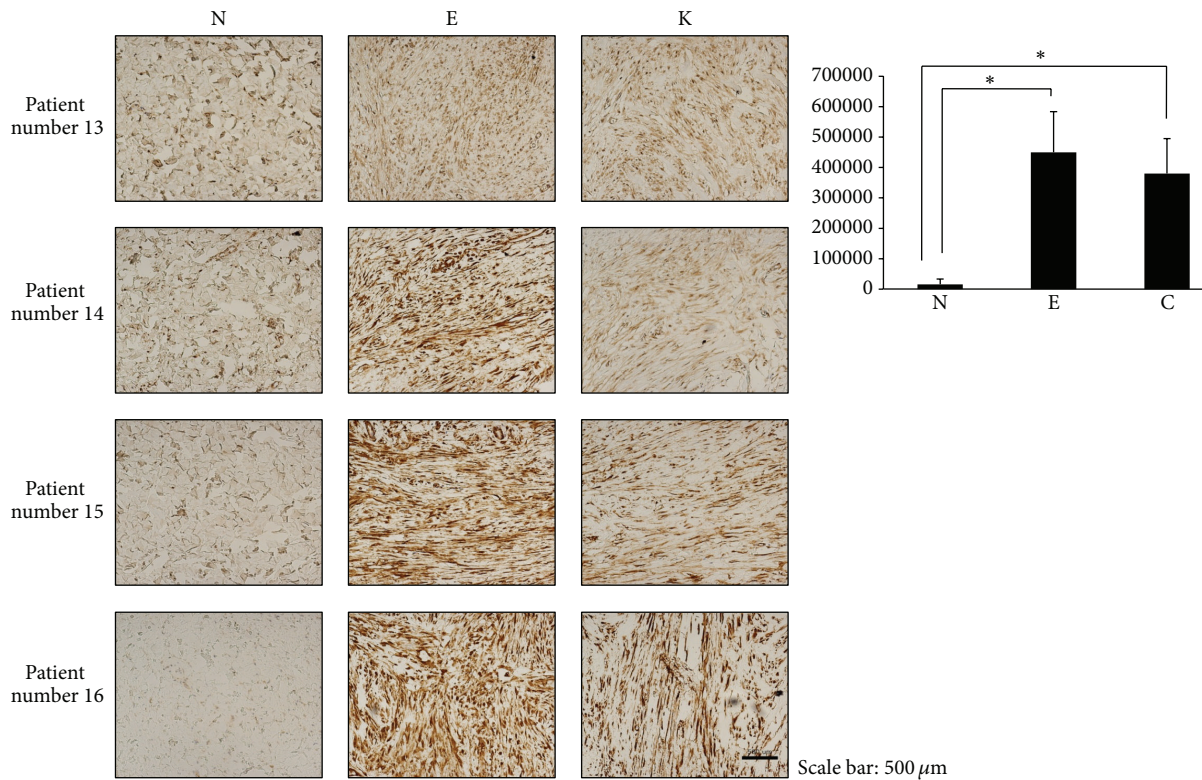 N
E
K
Patient
number 13
Patient
number 14
Patient
number 15
Patient
number 16
700000
600000
500000
400000
300000
200000
100000
0
*
*
N
E
C
Scale bar: 500 μm